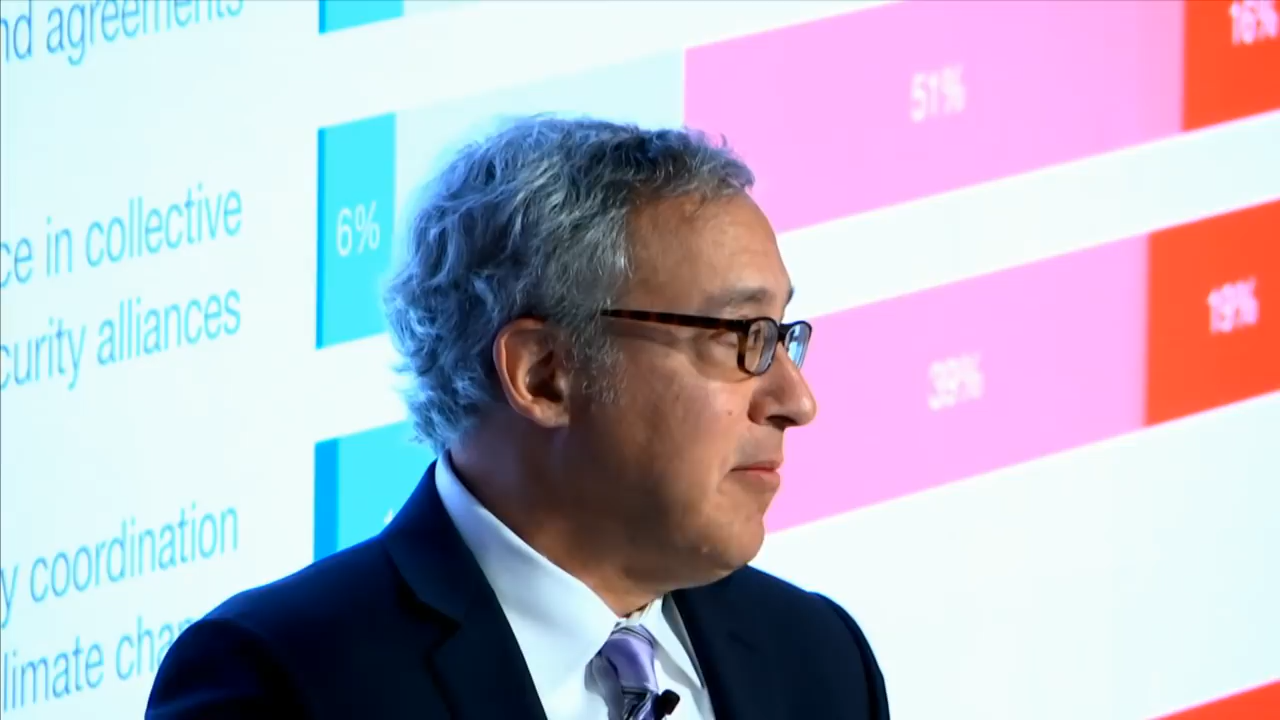 nd agreements
16%
51%
ce in collective
6%
curity alliances
19%
39%
y coordination
limate cha